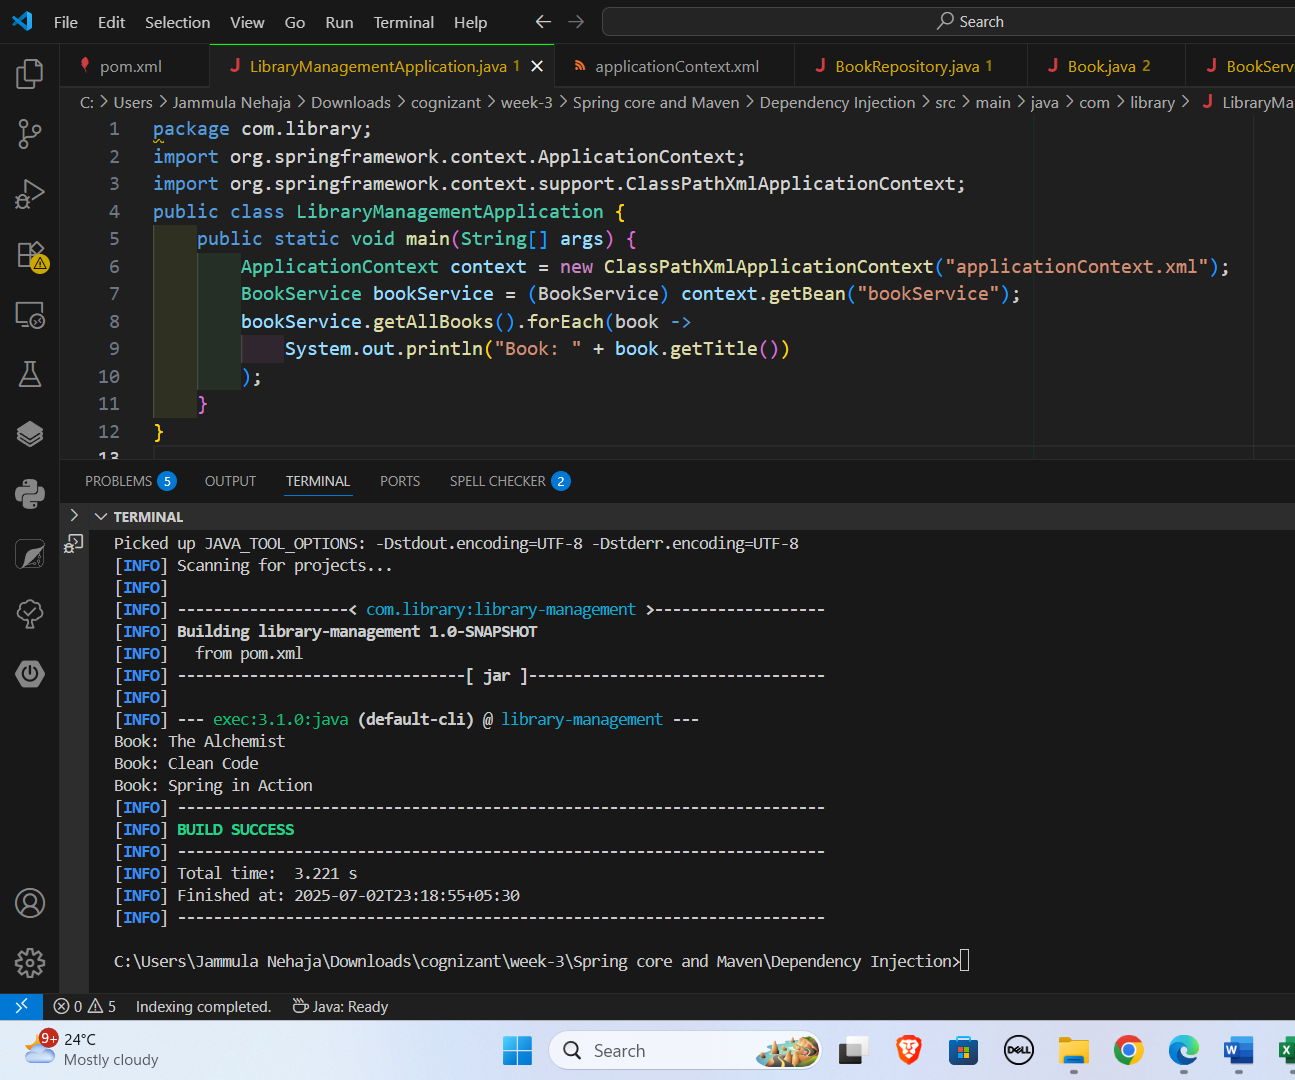 File Edit Selection View Go Run Terminal Help Search
pom.xml LibraryManagementApplication.java 1 applicationContext.xml BookRepository.java 1 Book.java 2 BookServ
C: > Users > Jammula Nehaja > Downloads > cognizant > week-3 > Spring core and Maven > Dependency Injection > src > main > java > com > library > LibraryMa
1 package com.library;
2 import org.springframework.context.ApplicationContext;
3 import org.springframework.context.support.ClassPathXmlApplicationContext;
4 public class LibraryManagementApplication {
5 public static void main(String[] args) {
6 ApplicationContext context = new ClassPathXmlApplicationContext("applicationContext.xml");
7 BookService bookService = (BookService) context.getBean("bookService");
8 bookService.getAllBooks().forEach(book ->
9 System.out.println("Book: " + book.getTitle())
10 );
11 }
12 }
13
PROBLEMS 5 OUTPUT TERMINAL PORTS SPELL CHECKER 2
TERMINAL
Picked up JAVA_TOOL_OPTIONS: -Dstdout.encoding=UTF-8 -Dstderr.encoding=UTF-8
[INFO] Scanning for projects...
[INFO]
[INFO] -------------------< com.library:library-management >-------------------
[INFO] Building library-management 1.0-SNAPSHOT
[INFO]   from pom.xml
[INFO] --------------------------------[ jar ]---------------------------------
[INFO]
[INFO] --- exec:3.1.0:java (default-cli) @ library-management ---
Book: The Alchemist
Book: Clean Code
Book: Spring in Action
[INFO] ------------------------------------------------------------------------
[INFO] BUILD SUCCESS
[INFO] ------------------------------------------------------------------------
[INFO] Total time:  3.221 s
[INFO] Finished at: 2025-07-02T23:18:55+05:30
[INFO] ------------------------------------------------------------------------
C:\Users\Jammula Nehaja\Downloads\cognizant\week-3\Spring core and Maven\Dependency Injection>
0 5 Indexing completed. Java: Ready
9+ 24°C
Mostly cloudy
Search
DELL